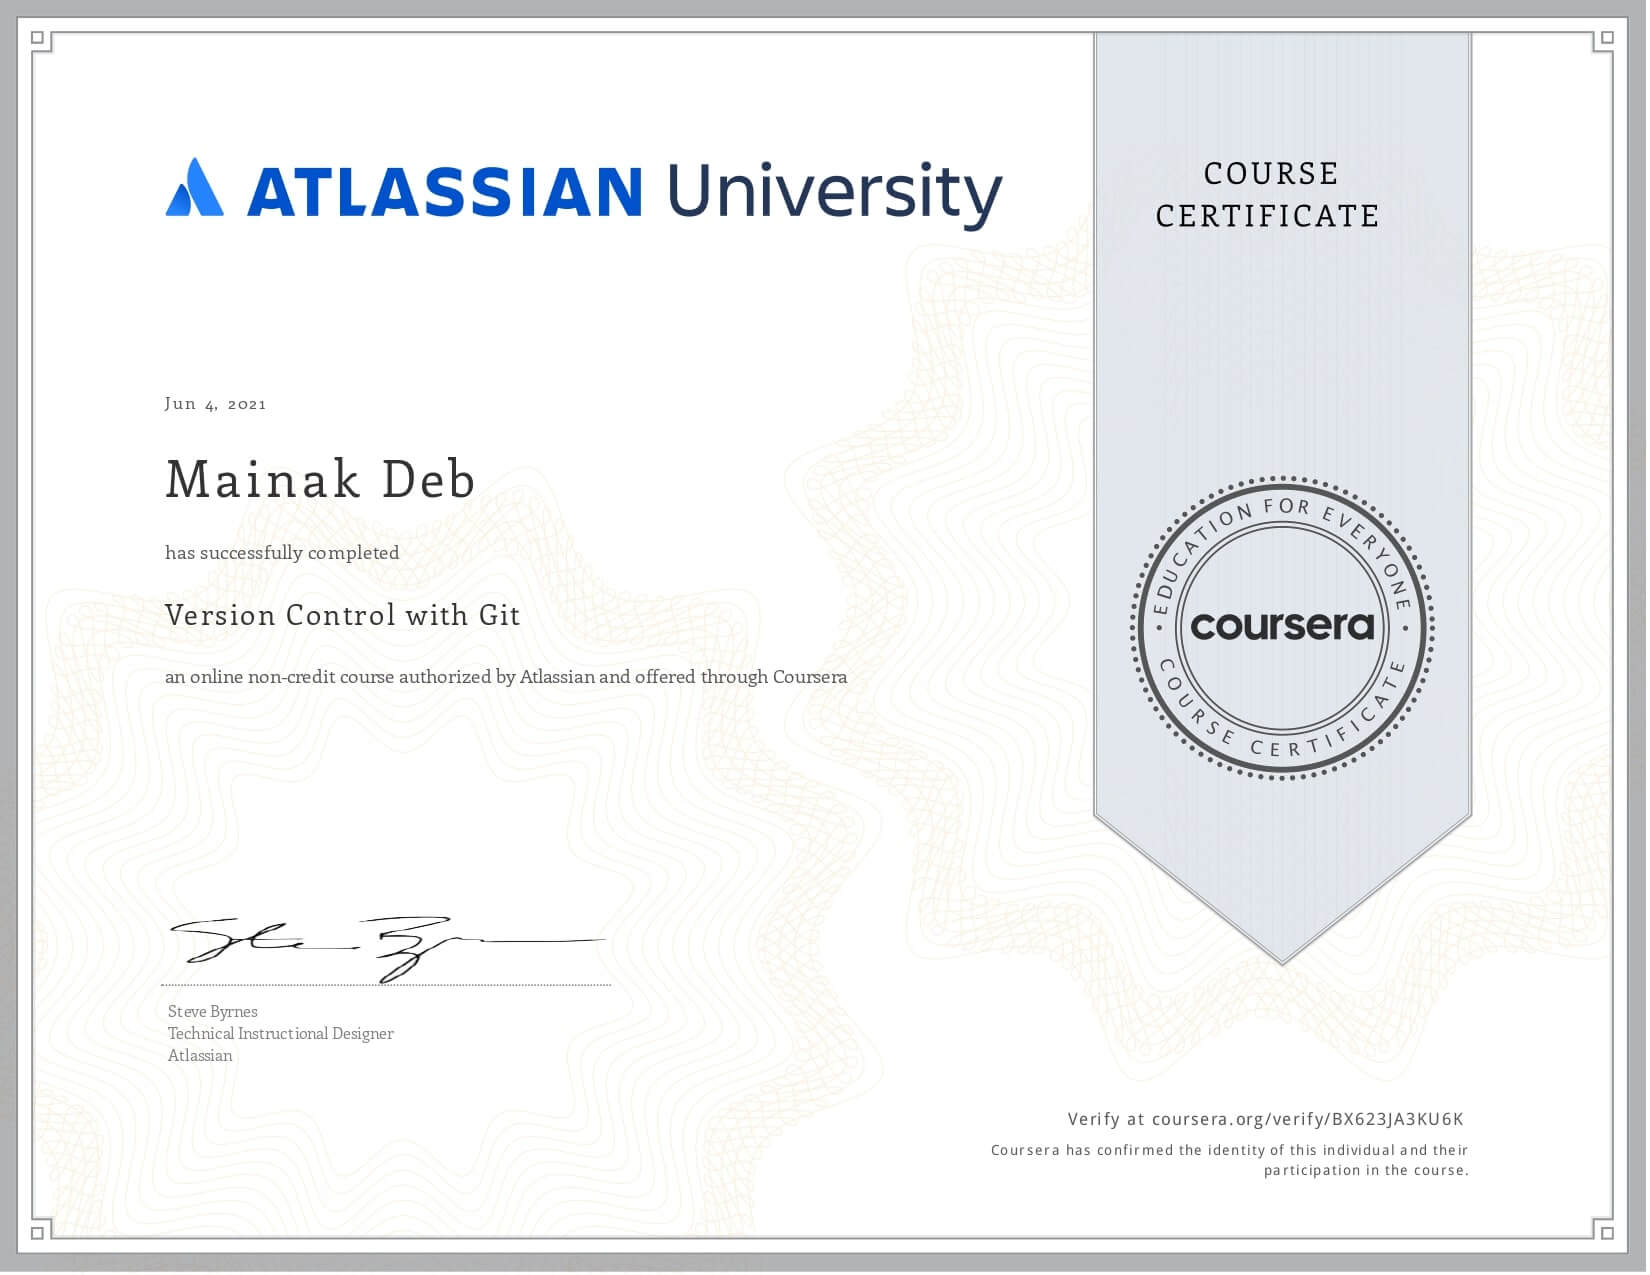 ATLASSIAN University
COURSE
CERTIFICATE
Jun 4, 2021
Mainak Deb
has successfully completed
Version Control with Git
an online non-credit course authorized by Atlassian and offered through Coursera
EDUCATION FOR EVERYONE
coursera
COURSE CERTIFICATE
Steve Byrnes
Technical Instructional Designer
Atlassian
Verify at coursera.org/verify/BX623JA3KU6K
Coursera has confirmed the identity of this individual and their
participation in the course.